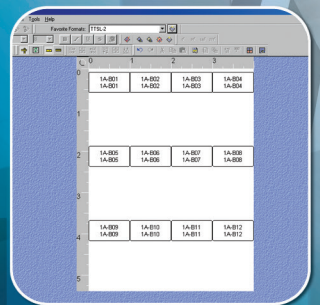 Tools Help
Favorite Formats: TTSL-2
0 1 2 3
0
1A-B01 1A-B02 1A-B03 1A-B04
1A-B01 1A-B02 1A-B03 1A-B04
1
2
1A-B05 1A-B06 1A-B07 1A-B08
1A-B05 1A-B06 1A-B07 1A-B08
3
1A-B09 1A-B10 1A-B11 1A-B12
1A-B09 1A-B10 1A-B11 1A-B12
4
5